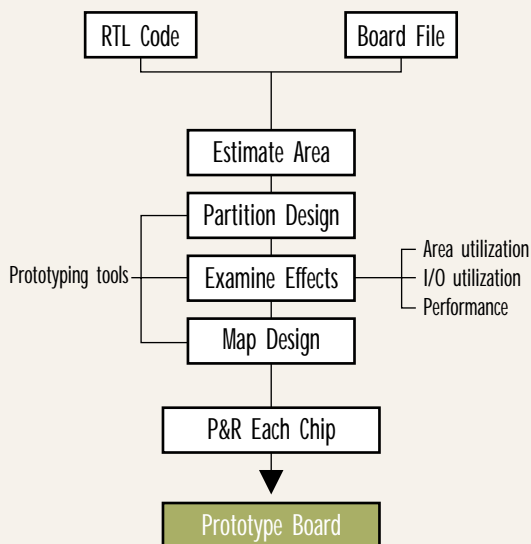 RTL Code
Board File
Estimate Area
Partition Design
Prototyping tools
Examine Effects
Area utilization
I/O utilization
Performance
Map Design
P&R Each Chip
Prototype Board